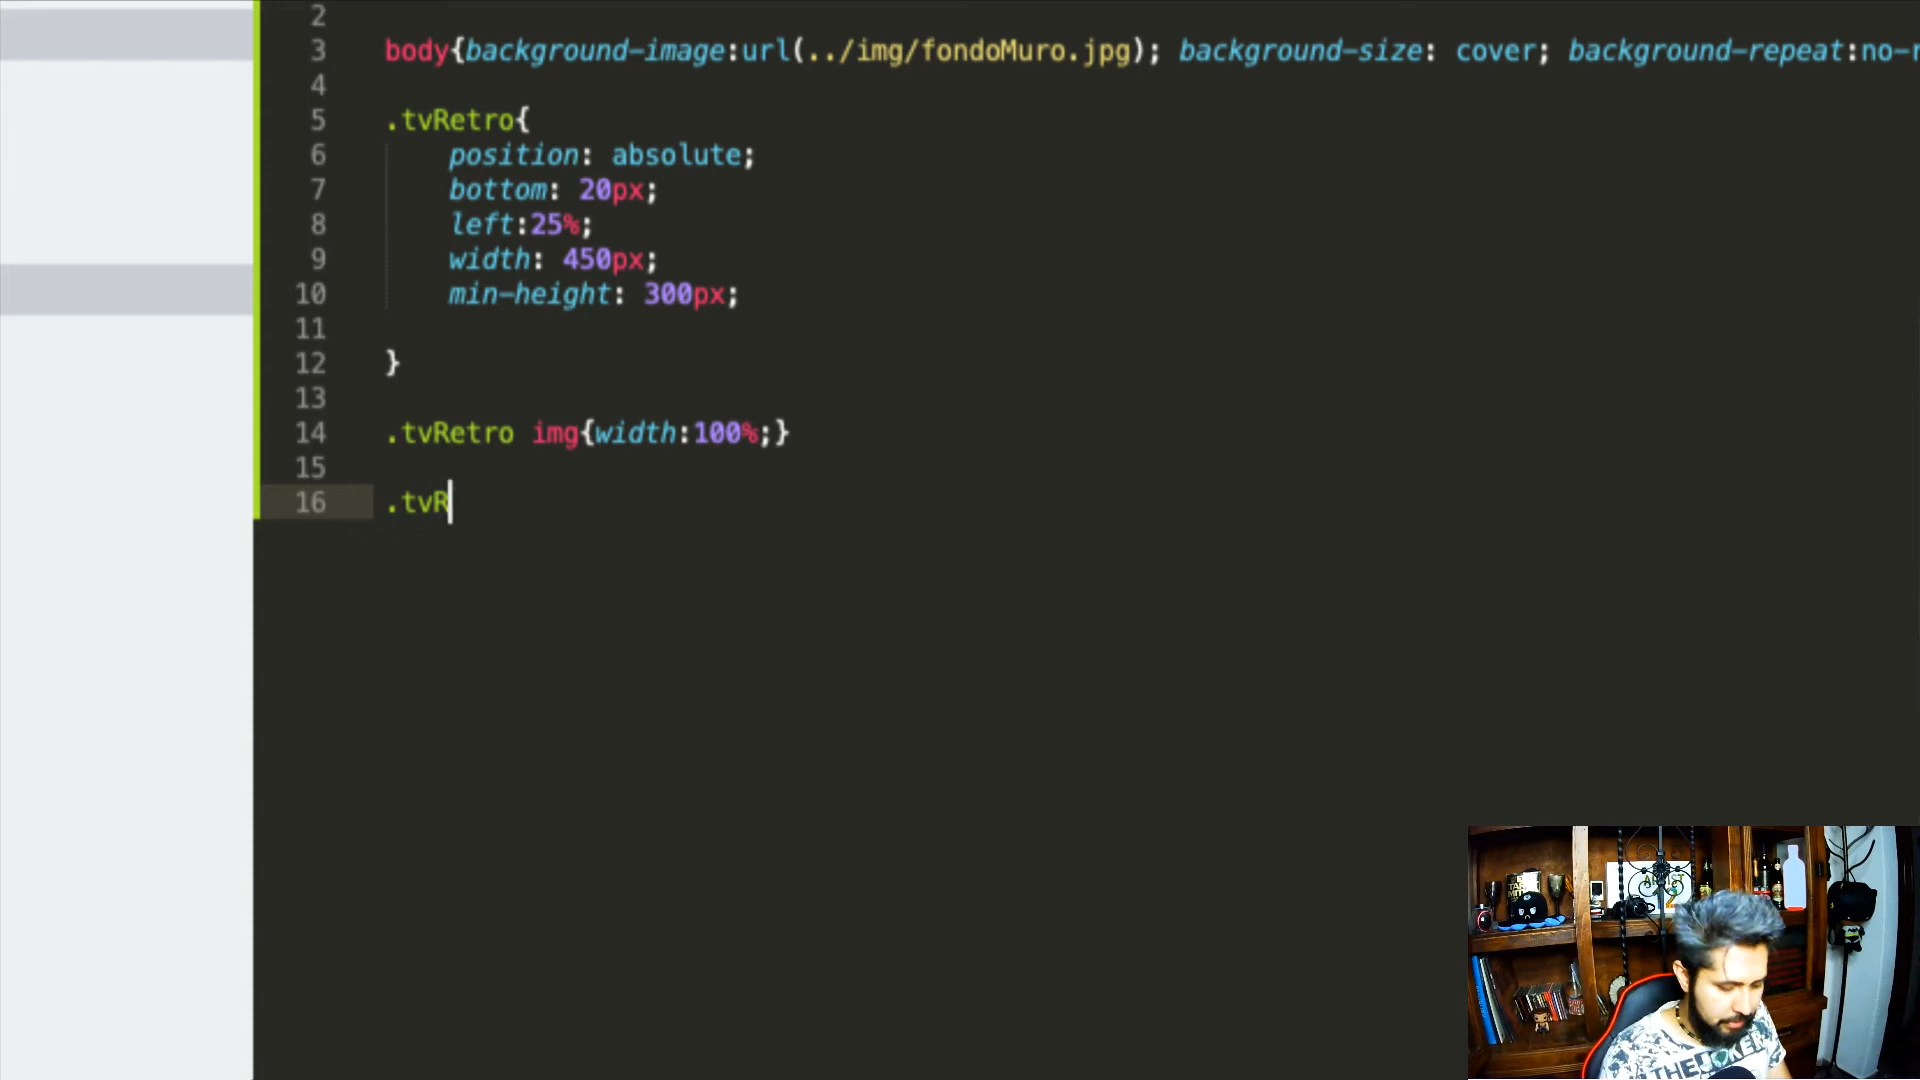 2
3 body{background-image:url(../img/fondoMuro.jpg); background-size: cover; background-repeat:no-r
4
5 .tvRetro{
6 position: absolute;
7 bottom: 20px;
8 left:25%;
9 width: 450px;
10 min-height: 300px;
11
12 }
13
14 .tvRetro img{width:100%;}
15
16 .tvR
THE JOKER